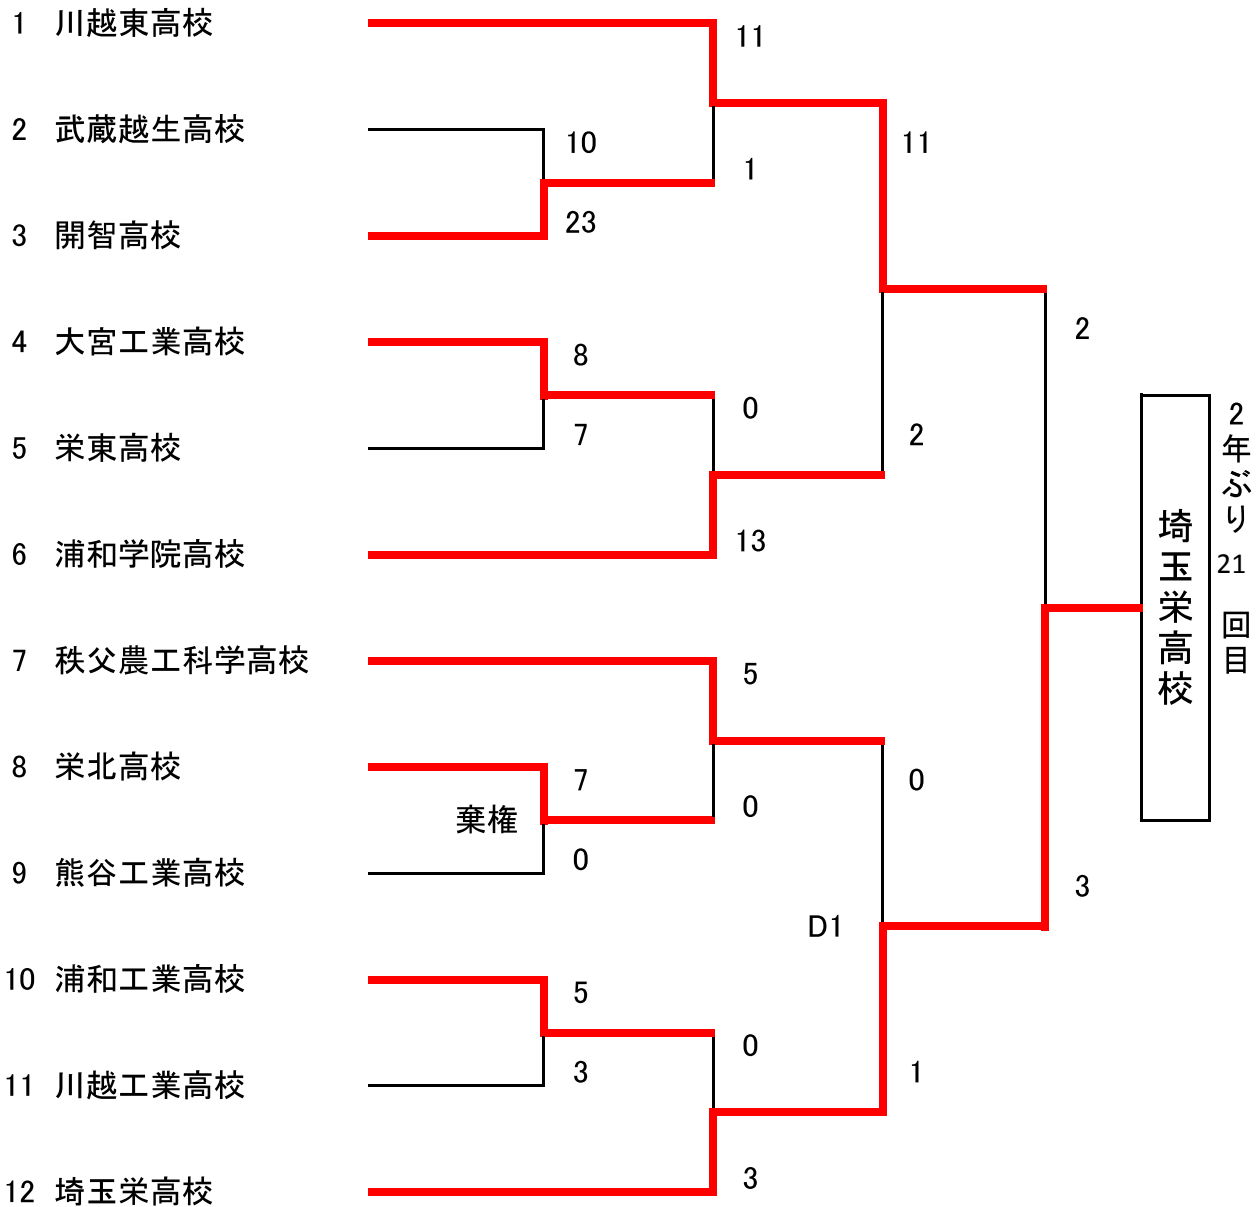 1 川越東高校
11
2 武蔵越生高校
10
11
1
3 開智高校
23
4 大宮工業高校
8
2
0
5 栄東高校
7
2
6 浦和学院高校
13
7 秩父農工科学高校
5
8 栄北高校
7
0
棄権
0
9 熊谷工業高校
0
3
D1
10 浦和工業高校
5
0
11 川越工業高校
3
1
12 埼玉栄高校
3
埼玉栄高校
2年ぶり 21 回目